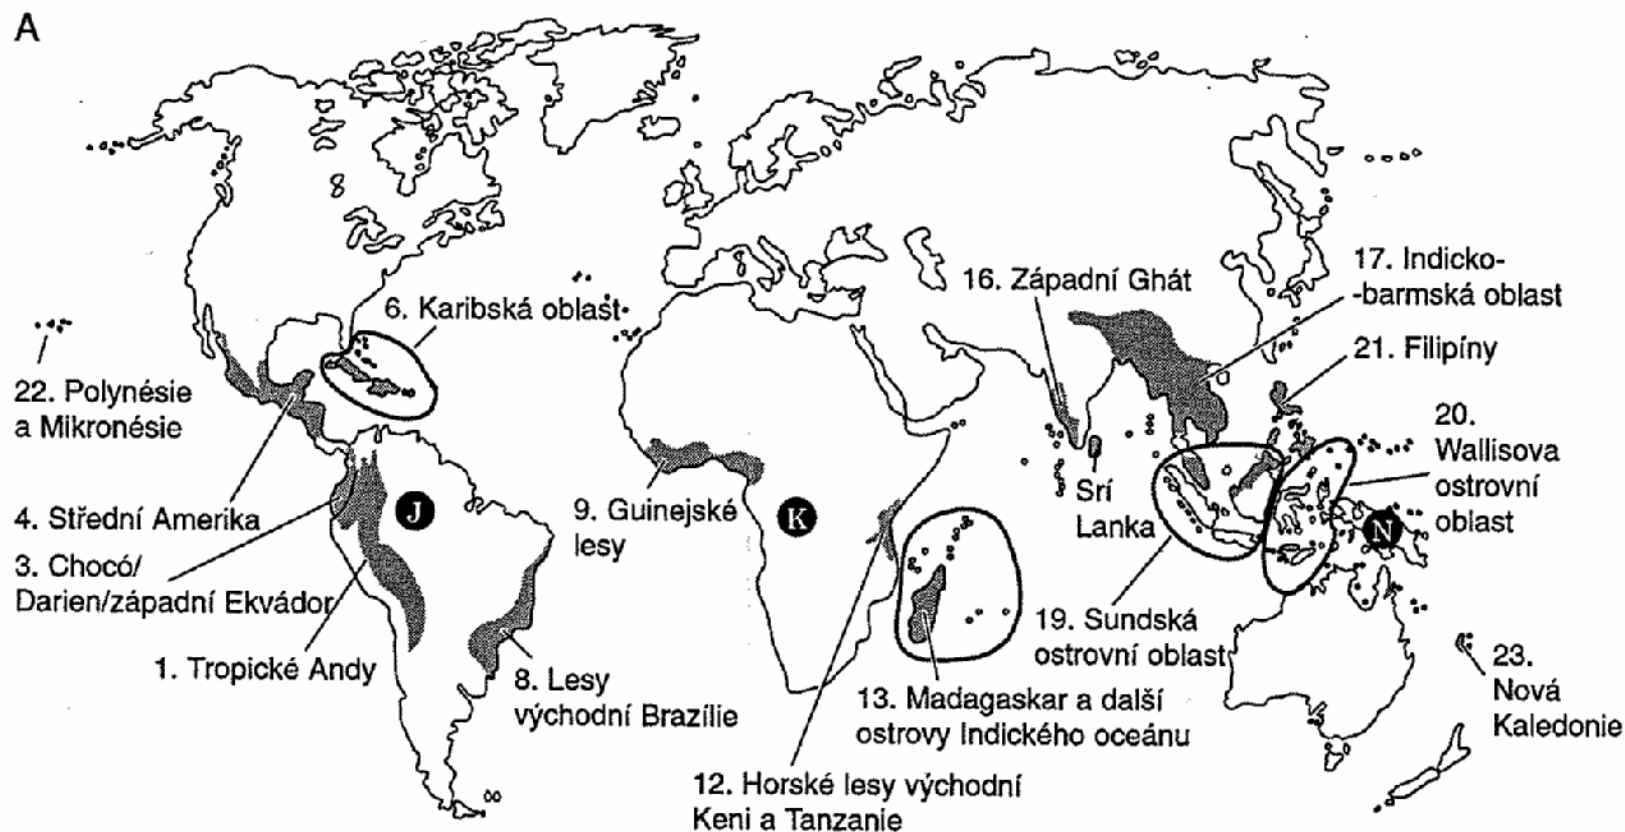 A
6. Karibská oblast
16. Západní Ghát
17. Indicko-
-barmská oblast
21. Filipíny
22. Polynésie
a Mikronésie
20.
Wallisova
ostrovní
oblast
4. Střední Amerika
J
9. Guinejské
lesy
K
Srí
Lanka
N
3. Chocó/
Darien/západní Ekvádor
19. Sundská
ostrovní oblast
1. Tropické Andy
8. Lesy
východní Brazílie
13. Madagaskar a další
ostrovy Indického oceánu
23.
Nová
Kaledonie
12. Horské lesy východní
Keni a Tanzanie